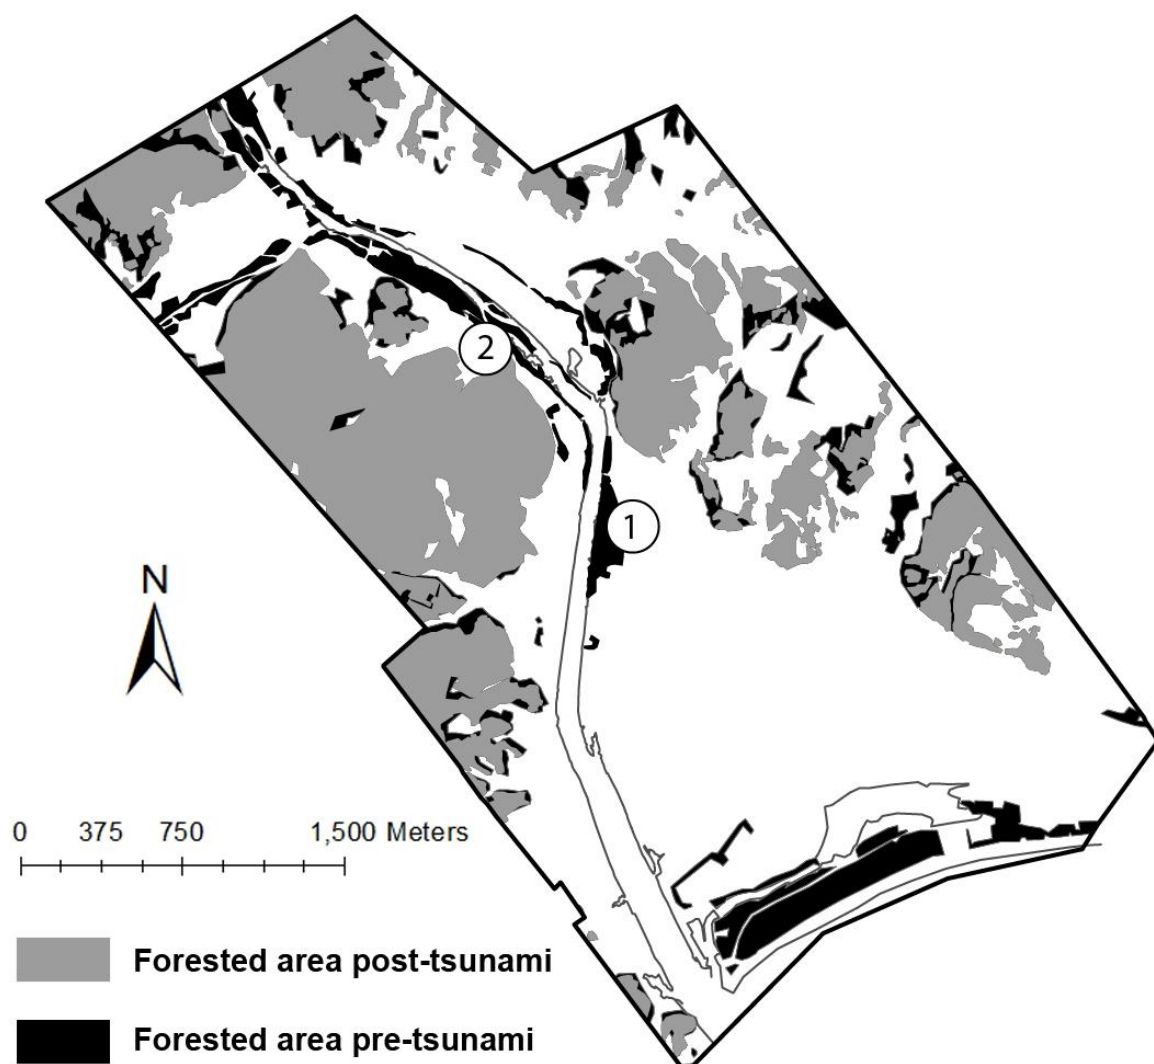 2
1
N
0 375 750 1,500 Meters
Forested area post-tsunami
Forested area pre-tsunami